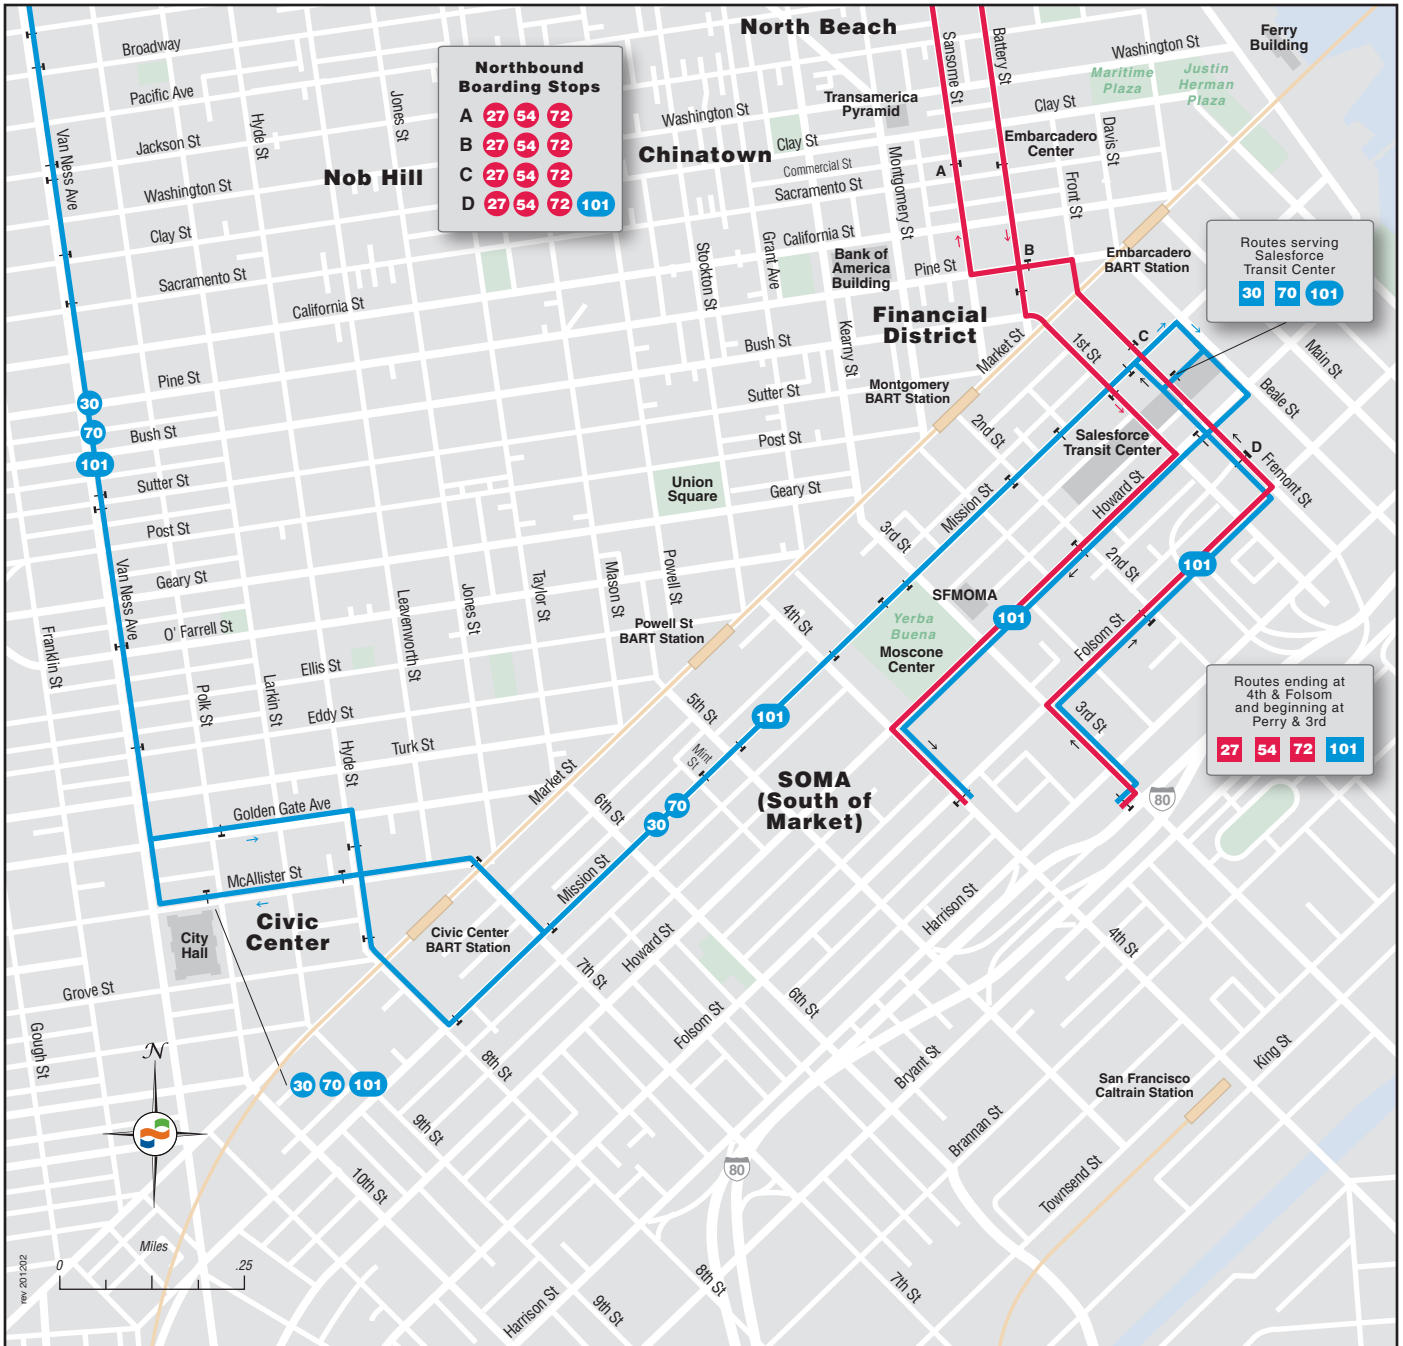 North Beach
Ferry
Building
Broadway
Washington St
Sansome St
Battery St
Maritime
Plaza
Justin
Herman
Plaza
Northbound
Boarding Stops
A 27 54 72
B 27 54 72
C 27 54 72
D 27 54 72 101
Pacific Ave
Jones St
Transamerica
Pyramid
Clay St
Washington St
Van Ness Ave
Hyde St
Jackson St
Clay St
Embarcadero
Center
Davis St
Chinatown
Commercial St
Nob Hill
Washington St
Sacramento St
Montgomery St
A
Front St
Clay St
Stockton St
Grant Ave
California St
Bank of
America
Building
Pine St
B
Embarcadero
BART Station
Routes serving
Salesforce
Transit Center
30 70 101
Sacramento St
California St
Financial
District
Kearny St
Bush St
Market St
1st St
C
Main St
Pine St
Sutter St
Montgomery
BART Station
Beale St
30
70
101
Bush St
Post St
2nd St
Salesforce
Transit Center
D
Fremont St
Sutter St
Union
Square
Geary St
Mission St
Howard St
Post St
3rd St
2nd St
Van Ness Ave
Geary St
Leavenworth St
Jones St
Taylor St
Mason St
Powell St
101
SFMOMA
101
Franklin St
O' Farrell St
Powell St
BART Station
4th St
Yerba
Buena
Moscone
Center
Folsom St
Ellis St
Polk St
Larkin St
Eddy St
5th St
101
3rd St
Routes ending at
4th & Folsom
and beginning at
Perry & 3rd
27 54 72 101
Hyde St
Turk St
Mint
St
Market St
SOMA
(South of
Market)
80
Golden Gate Ave
6th St
70
30
McAllister St
Mission St
Harrison St
Civic
Center
City
Hall
Civic Center
BART Station
Howard St
4th St
Grove St
7th St
6th St
Folsom St
Gough St
N
8th St
Bryant St
King St
30 70 101
San Francisco
Caltrain Station
9th St
Brannan St
80
10th St
Townsend St
Miles
0 .25
rev 201202
8th St
7th St
Harrison St
9th St